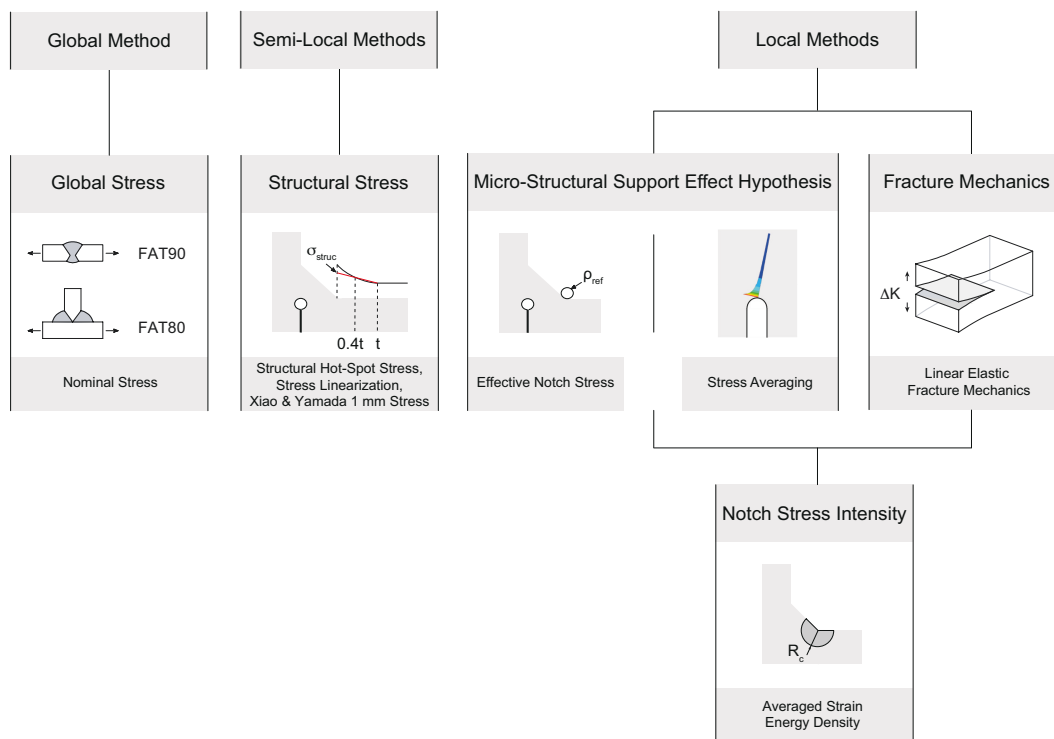 Global Method
Semi-Local Methods
Local Methods
Global Stress
FAT90
FAT80
Nominal Stress
Structural Stress
σstruc
0.4t
t
Structural Hot-Spot Stress,
Stress Linearization,
Xiao & Yamada 1 mm Stress
Micro-Structural Support Effect Hypothesis
ρref
Effective Notch Stress
Stress Averaging
Fracture Mechanics
ΔK
Linear Elastic
Fracture Mechanics
Notch Stress Intensity
Rc
Averaged Strain
Energy Density